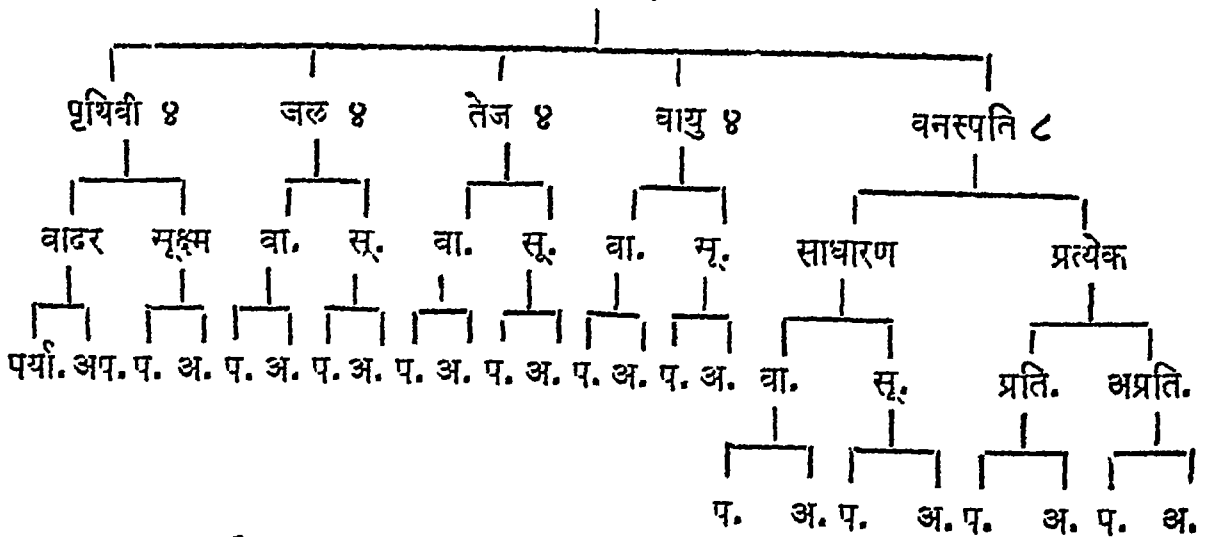 पृथिवी ४ जल ४ तेज ४ वायु ४ वनस्पति ८
वादर सूक्ष्म वा. सू. वा. सू. वा. सू. साधारण प्रत्येक
पर्या. अप. प. अ. प. अ. प. अ. प. अ. प. अ. प. अ. प. अ. वा. सू. प्रति. अप्रति.
प. अ. प. अ. प. अ. प. अ.